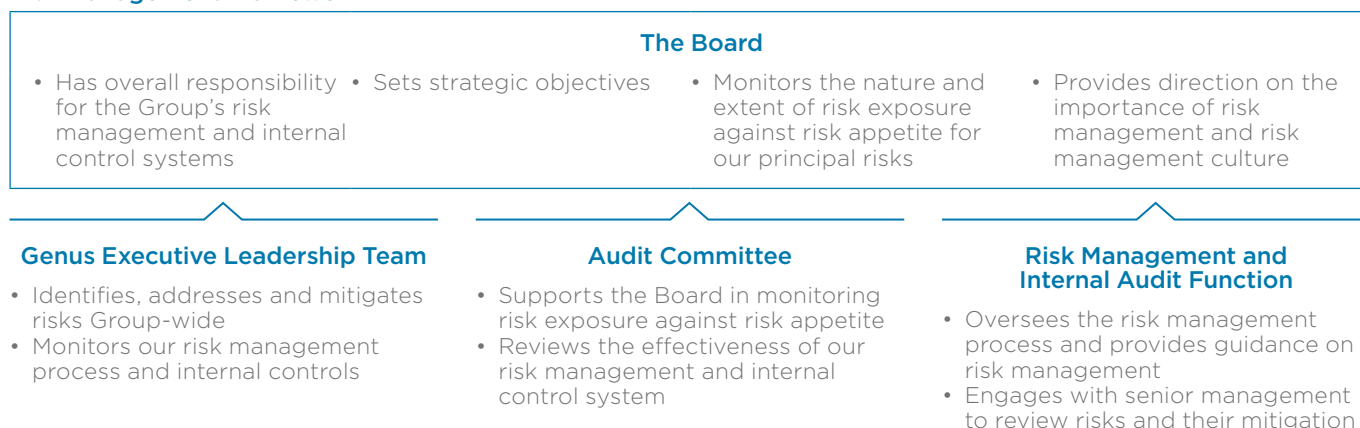 The Board
• Has overall responsibility
for the Group's risk
management and internal
control systems
• Sets strategic objectives
• Monitors the nature and
extent of risk exposure
against risk appetite for
our principal risks
• Provides direction on the
importance of risk
management and risk
management culture
Genus Executive Leadership Team
• Identifies, addresses and mitigates
risks Group-wide
• Monitors our risk management
process and internal controls
Audit Committee
• Supports the Board in monitoring
risk exposure against risk appetite
• Reviews the effectiveness of our
risk management and internal
control system
Risk Management and
Internal Audit Function
• Oversees the risk management
process and provides guidance on
risk management
• Engages with senior management
to review risks and their mitigation